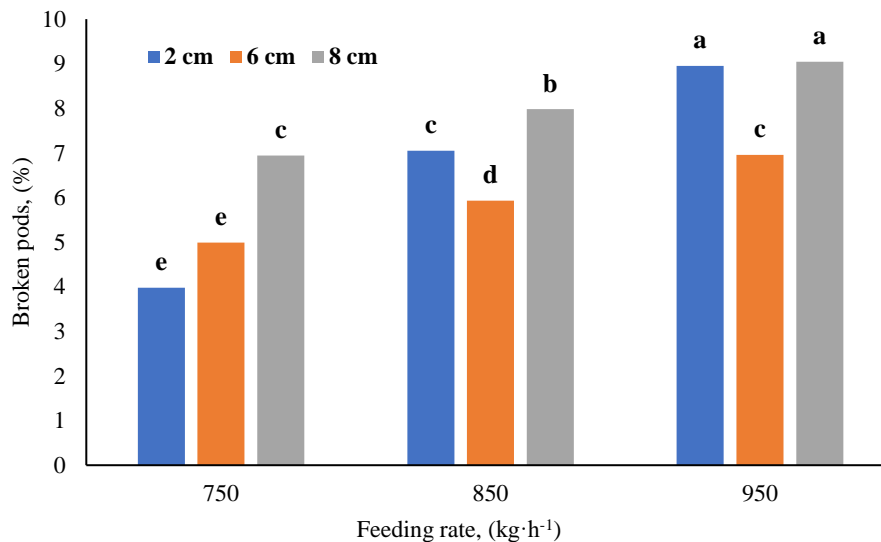 10
9
8
7
6
5
4
3
2
1
0
Broken pods, (%)
2 cm 6 cm 8 cm
e e c
c d b
a c a
750 850 950
Feeding rate, (kg·h⁻¹)